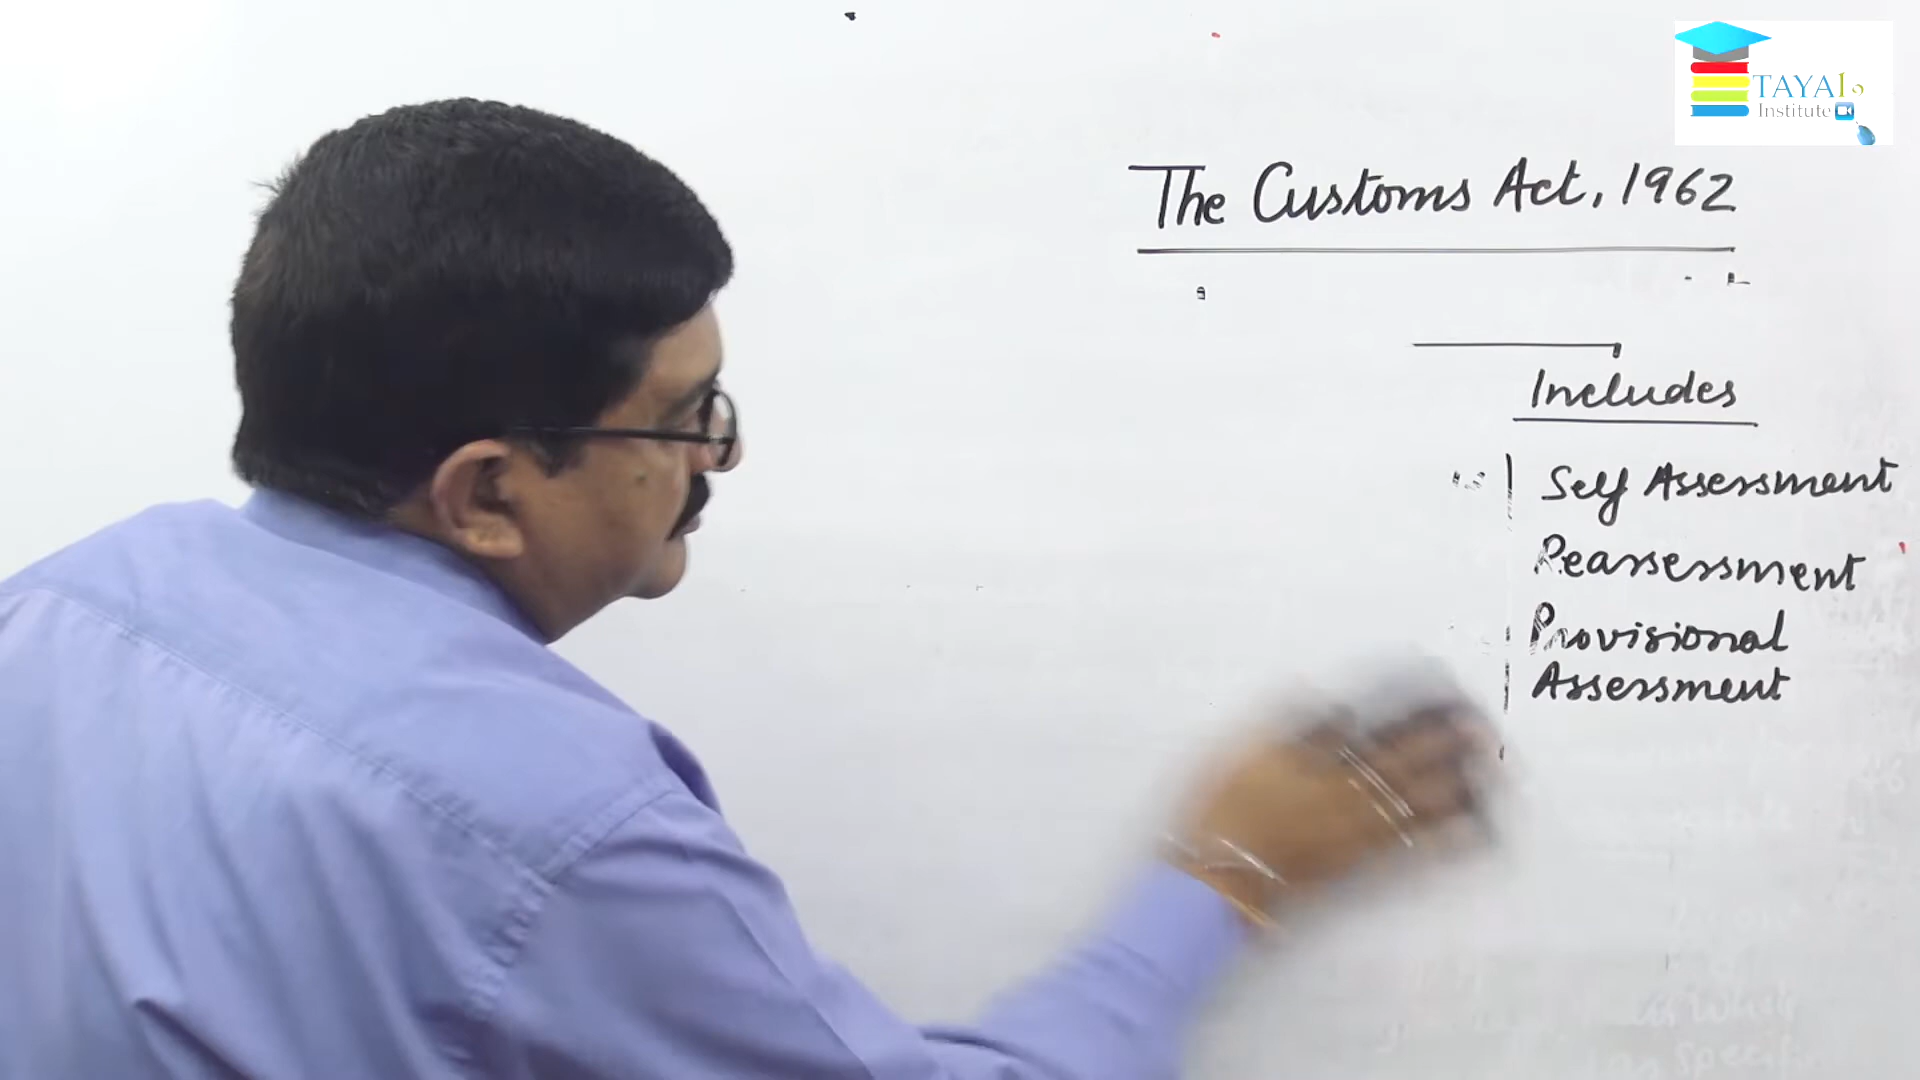 TAYAL
Institute
The Customs Act, 1962
Includes
Self Assessment
Reassessment
Provisional
Assessment